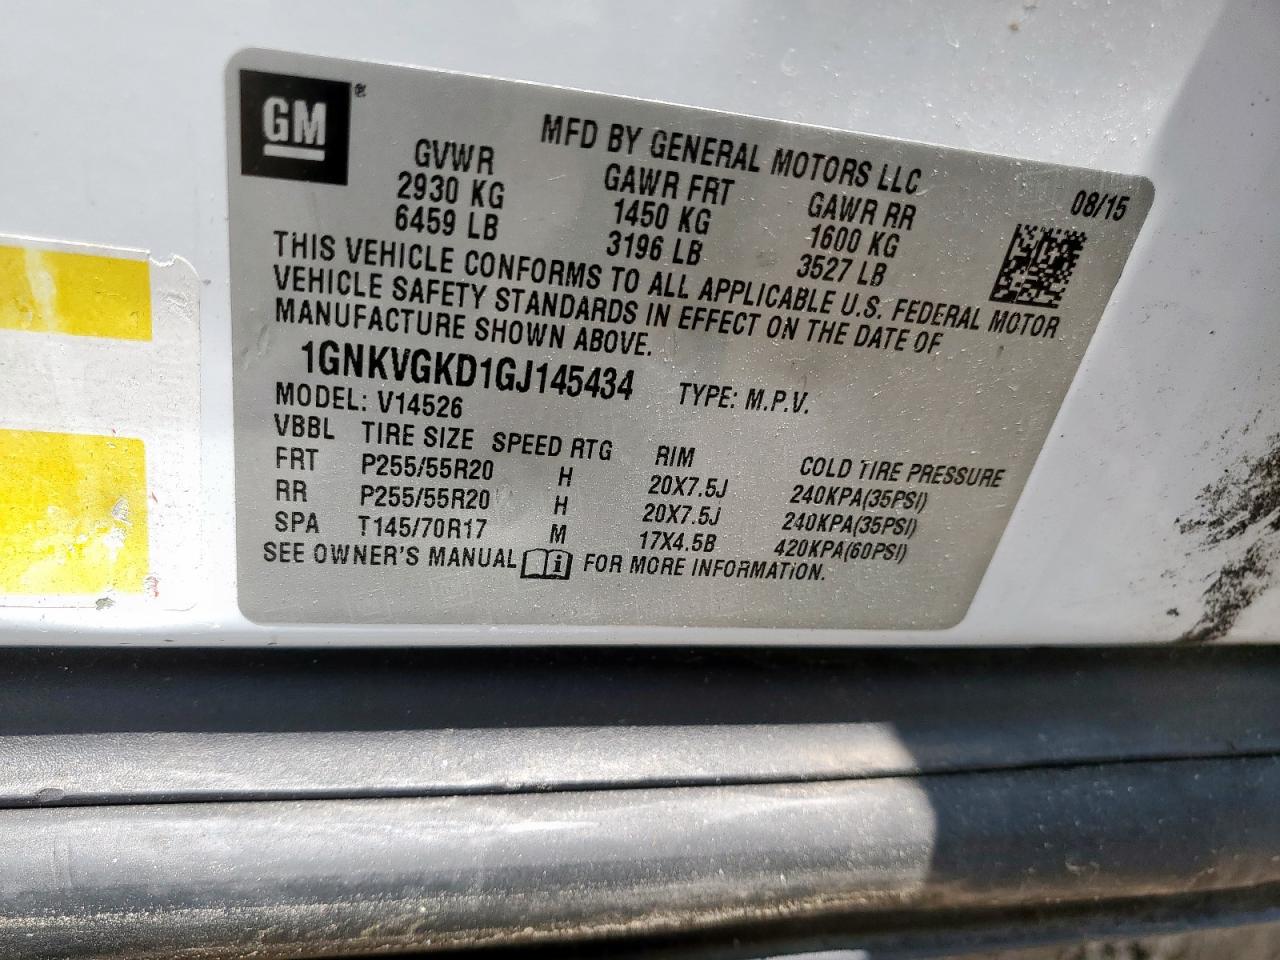 GM®
MFD BY GENERAL MOTORS LLC
08/15
GVWR GAWR FRT GAWR RR
2930 KG 1450 KG 1600 KG
6459 LB 3196 LB 3527 LB
THIS VEHICLE CONFORMS TO ALL APPLICABLE U.S. FEDERAL MOTOR
VEHICLE SAFETY STANDARDS IN EFFECT ON THE DATE OF
MANUFACTURE SHOWN ABOVE.
1GNKVGKD1GJ145434 TYPE: M.P.V.
MODEL: V14526
VBBL TIRE SIZE SPEED RTG RIM COLD TIRE PRESSURE
FRT P255/55R20 H 20X7.5J 240KPA(35PSI)
RR P255/55R20 H 20X7.5J 240KPA(35PSI)
SPA T145/70R17 M 17X4.5B 420KPA(60PSI)
SEE OWNER'S MANUAL i FOR MORE INFORMATION.